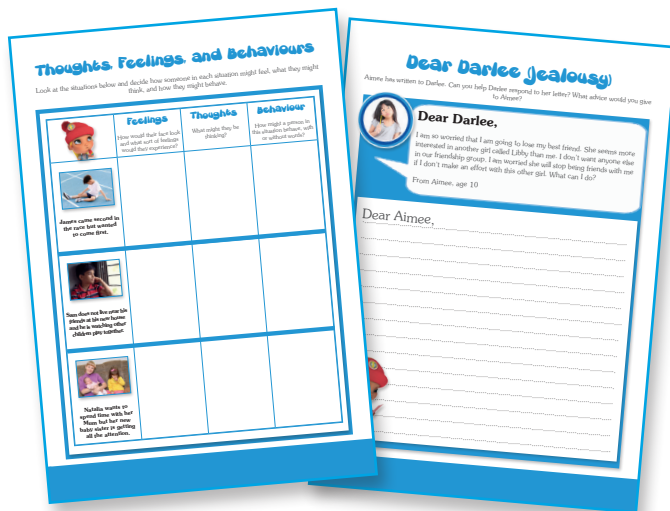 Thoughts, Feelings, and Behaviours
Look at the situations below and decide how someone in each situation might feel, what they might
think, and how they might behave.
Feelings
How would their face look
and what sort of feelings
would they experience?
Thoughts
What might they be
thinking?
Behaviour
How might a person in
this situation behave, with
or without words?
James came second in
the race but wanted
to come first.
Sam does not live near his
friends at his new house
and he is watching other
children play together.
Natalia wants to
spend time with her
Mum but her new
baby sister is getting
all the attention.
Dear Darlee (Jealousy)
Aimee has written to Darlee. Can you help Darlee respond to her letter? What advice would you give
to Aimee?
Dear Darlee,
I am so worried that I am going to lose my best friend. She seems more
interested in another girl called Libby than me. I don't want anyone else
in our friendship group. I am worried she will stop being friends with me
if I don't make an effort with this other girl. What can I do?
From Aimee, age 10
Dear Aimee,